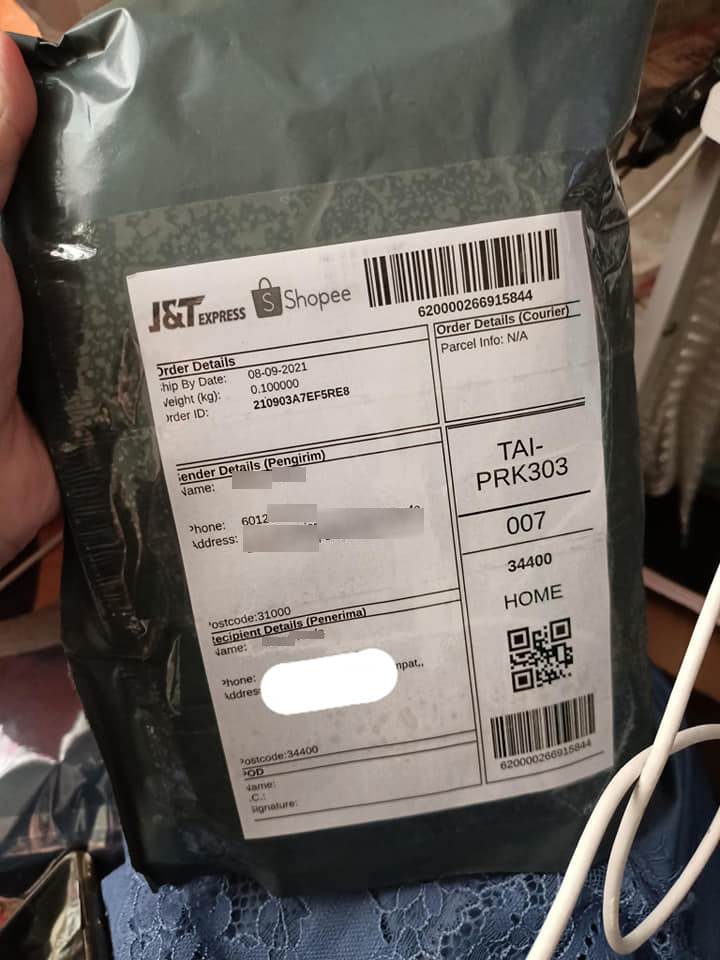 J&T EXPRESS
S Shopee
620000266915844
Order Details
Ship By Date: 08-09-2021
Weight (kg): 0.100000
Order ID: 210903A7EF5RE8
Order Details (Courier)
Parcel Info: N/A
Sender Details (Pengirim)
Name:
Phone: 6012
Address:
Postcode:31000
TAI-
PRK303
007
34400
HOME
Recipient Details (Penerima)
Name:
Phone:
Address
mpat,,
Postcode:34400
POD
Name:
I.C.:
Signature:
620000266915844